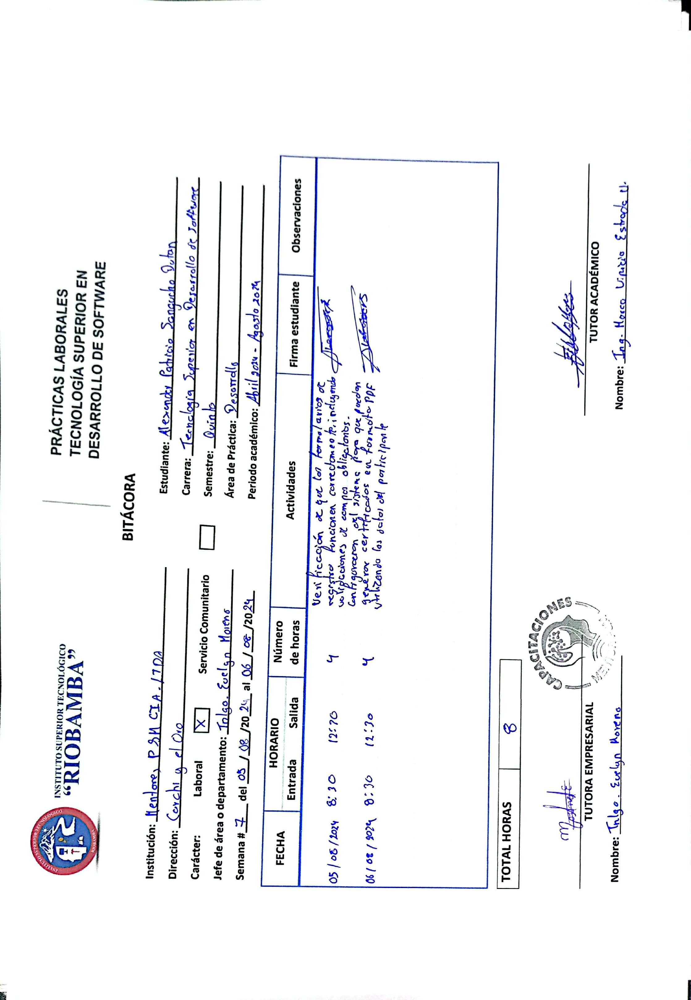 INSTITUTO SUPERIOR TECNOLÓGICO
“RIOBAMBA”
PRÁCTICAS LABORALES
TECNOLOGÍA SUPERIOR EN
DESARROLLO DE SOFTWARE
BITÁCORA
Institución: Mentores PSM CIA. LTDA
Dirección: Carchi y el Oro
Carácter: Laboral X Servicio Comunitario
Jefe de área o departamento: Tnlgo. Evelyn Moreno
Semana # 7 del 05/08/2024 al 06/08/2024
Estudiante: Alexander Patricio Sangucho Dutan
Carrera: Tecnologia Superior en Desarrollo de software
Semestre: Quinto
Área de Práctica: Desarrollo
Periodo académico: Abril 2024 - Agosto 2024
FECHA HORARIO Número de horas Actividades Firma estudiante Observaciones
Entrada Salida
05/08/2024 8:30 12:30 4 Verificación de que los formularios de
registro funcionen correctamente, incluyendo
validaciones de campos obligatorios.
06/08/2024 8:30 12:30 4 Configuraron el sistema para que puedan
generar certificados en formato PDF
utilizando los datos del participante
TOTAL HORAS 8
CAPACITACIONES
TUTORA EMPRESARIAL
Nombre: Tnlgo. Evelyn Moreno
TUTOR ACADÉMICO
Nombre: Ing. Marco Vinicio Estrada V.